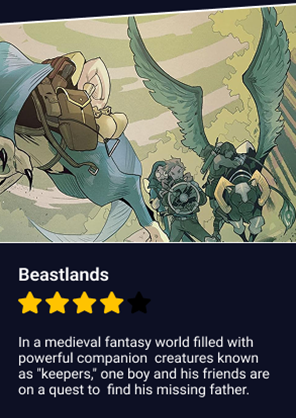 Beastlands
In a medieval fantasy world filled with
powerful companion creatures known
as "keepers," one boy and his friends are
on a quest to find his missing father.